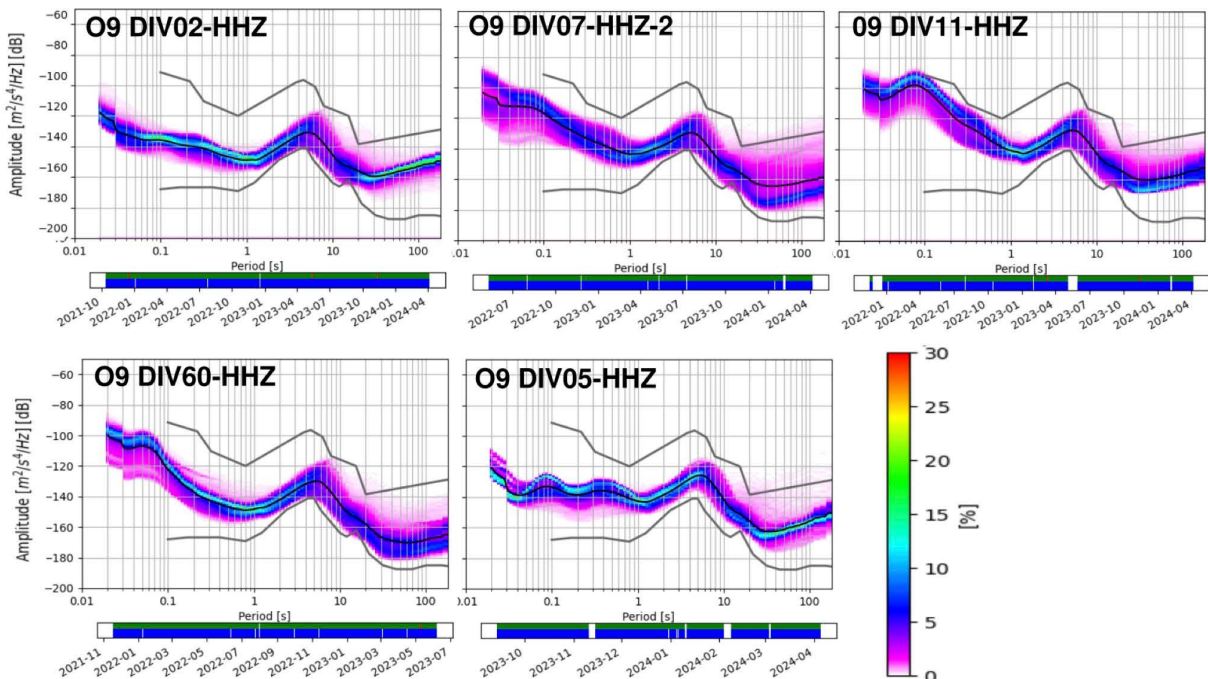 −60
−80
−100
−120
−140
−160
−180
−200
Amplitude [m²/s⁴/Hz] [dB]
O9 DIV02-HHZ
O9 DIV07-HHZ-2
09 DIV11-HHZ
0.01 0.1 1 10 100
0.01 0.1 1 10 100
0.01 0.1 1 10 100
Period [s]
Period [s]
Period [s]
2021-10 2022-01 2022-04 2022-07 2022-10 2023-01 2023-04 2023-07 2023-10 2024-01 2024-04
2022-07 2022-10 2023-01 2023-04 2023-07 2023-10 2024-01 2024-04
2022-01 2022-04 2022-07 2022-10 2023-01 2023-04 2023-07 2023-10 2024-01 2024-04
−60
−80
−100
−120
−140
−160
−180
−200
Amplitude [m²/s⁴/Hz] [dB]
O9 DIV60-HHZ
O9 DIV05-HHZ
0.01 0.1 1 10 100
.01 0.1 1 10 100
Period [s]
Period [s]
2021-11 2022-01 2022-03 2022-05 2022-07 2022-09 2022-11 2023-01 2023-03 2023-05 2023-07
2023-10 2023-11 2023-12 2024-01 2024-02 2024-03 2024-04
30
25
20
15
10
5
0
[%]